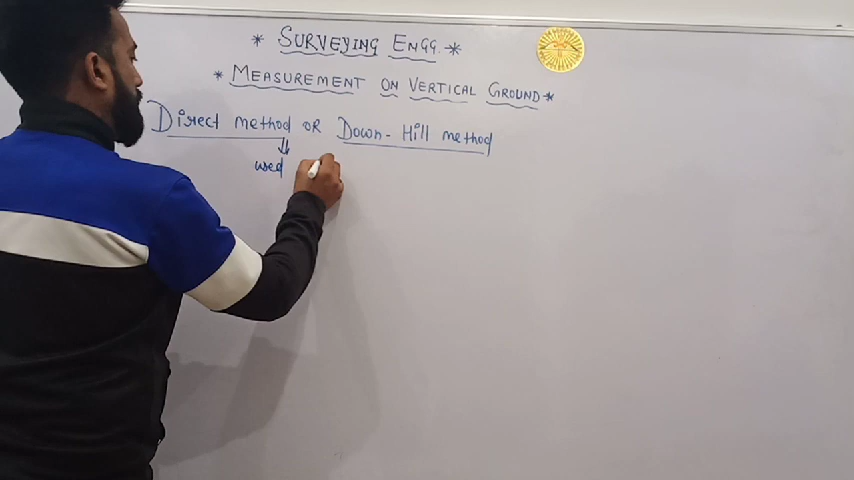 * SURVEYING ENGG. *
* MEASUREMENT ON VERTICAL GROUND *
Direct method OR Down-Hill method
⇓
used